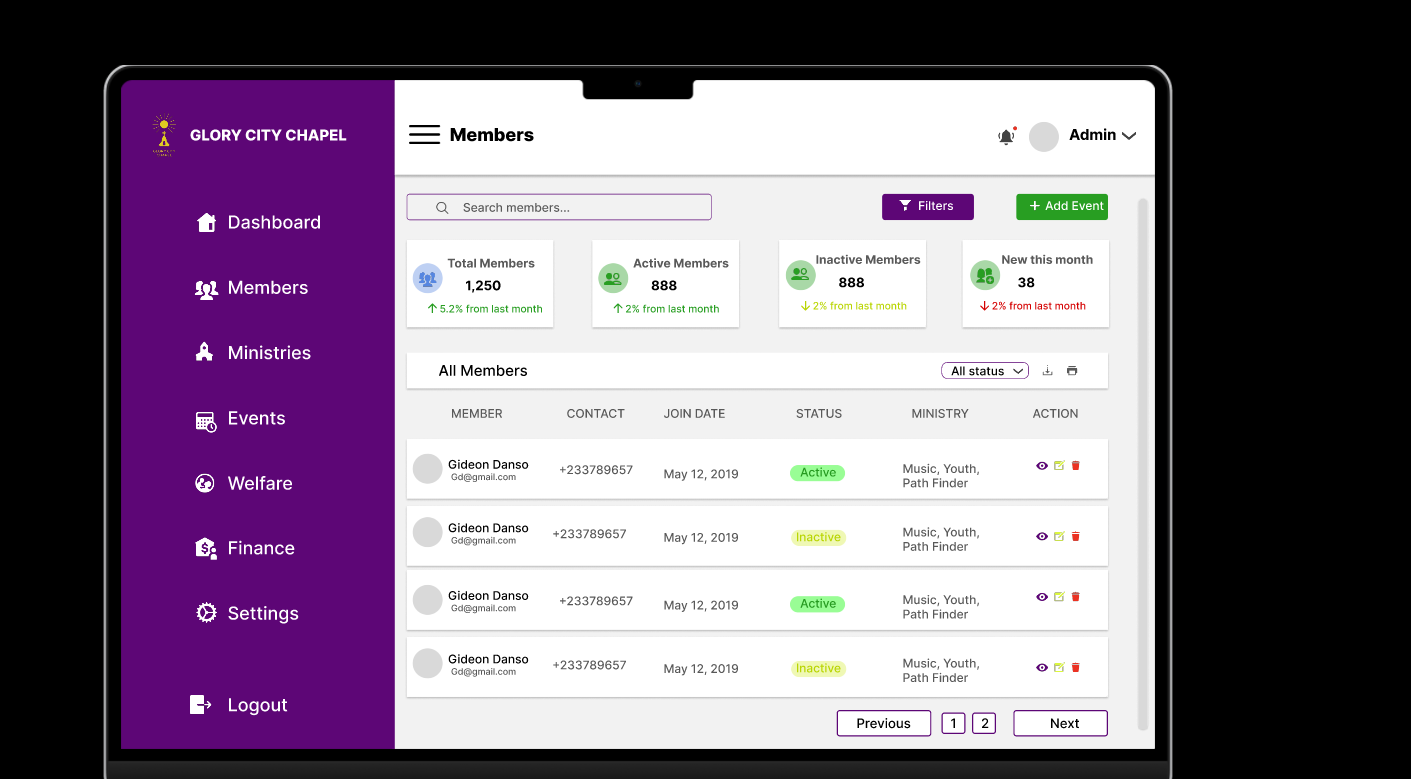 GLORY CITY CHAPEL
Dashboard
Members
Ministries
Events
Welfare
Finance
Settings
Logout
Members
Admin
Search members...
Filters
+ Add Event
Total Members
1,250
5.2% from last month
Active Members
888
2% from last month
Inactive Members
888
2% from last month
New this month
38
2% from last month
All Members
All status
MEMBER CONTACT JOIN DATE STATUS MINISTRY ACTION
Gideon Danso
Gd@gmail.com
+233789657
May 12, 2019
Active
Music, Youth,
Path Finder
Gideon Danso
Gd@gmail.com
+233789657
May 12, 2019
Inactive
Music, Youth,
Path Finder
Gideon Danso
Gd@gmail.com
+233789657
May 12, 2019
Active
Music, Youth,
Path Finder
Gideon Danso
Gd@gmail.com
+233789657
May 12, 2019
Inactive
Music, Youth,
Path Finder
Previous 1 2 Next